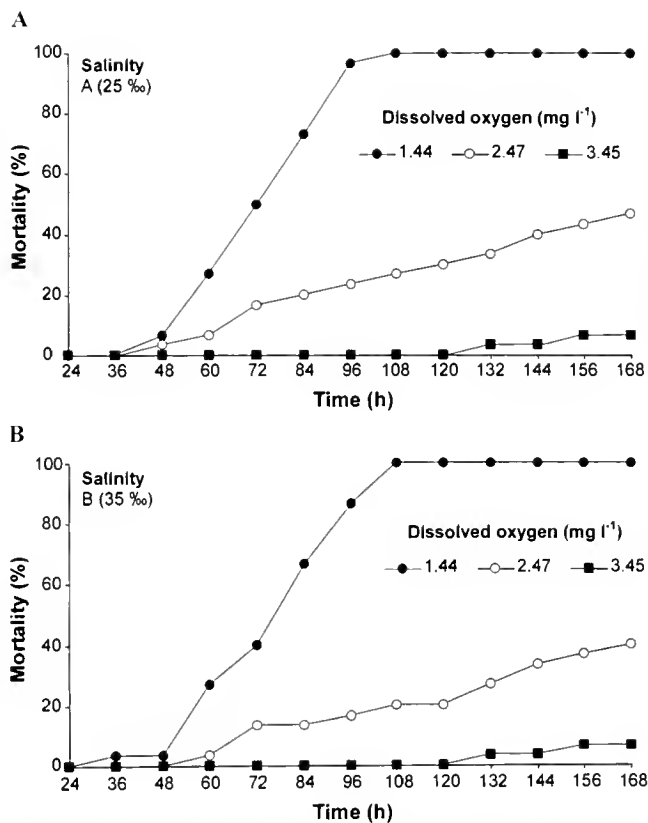 A
Salinity
A (25 ‰)
Dissolved oxygen (mg l-1)
1.44 2.47 3.45
Mortality (%)
100
80
60
40
20
0
24 36 48 60 72 84 96 108 120 132 144 156 168
Time (h)
B
Salinity
B (35 ‰)
Dissolved oxygen (mg l-1)
1.44 2.47 3.45
Mortality (%)
100
80
60
40
20
0
24 36 48 60 72 84 96 108 120 132 144 156 168
Time (h)